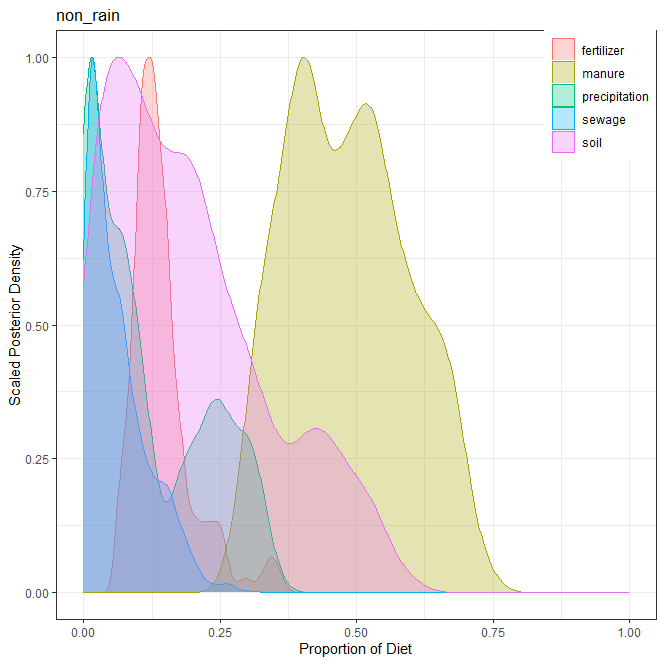 non_rain
fertilizer
manure
precipitation
sewage
soil
Scaled Posterior Density
1.00
0.75
0.50
0.25
0.00
0.00 0.25 0.50 0.75 1.00
Proportion of Diet